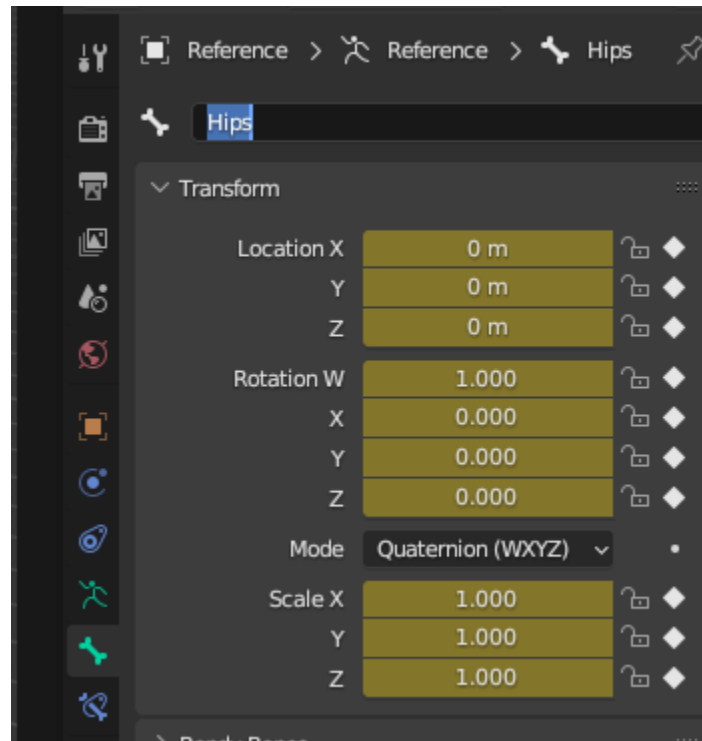 Reference > Reference > Hips
Hips
Transform
Location X 0 m
Y 0 m
Z 0 m
Rotation W 1.000
X 0.000
Y 0.000
Z 0.000
Mode Quaternion (WXYZ)
Scale X 1.000
Y 1.000
Z 1.000